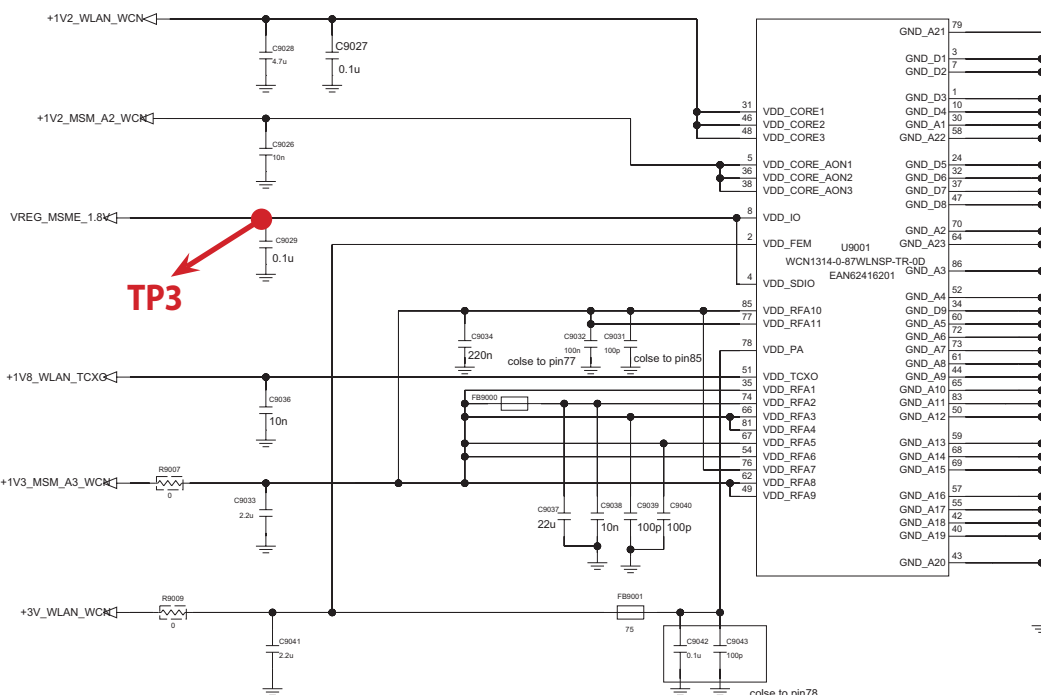 +1V2_WLAN_WCN
C9028
4.7u
C9027
0.1u
+1V2_MSM_A2_WCN
C9026
10n
VREG_MSME_1.8V
C9029
0.1u
TP3
C9034
220n
C9032
100n
C9031
100p
colse to pin77
colse to pin85
+1V8_WLAN_TCXO
C9036
10n
FB9000
+1V3_MSM_A3_WCN
R9007
0
C9033
2.2u
C9037
22u
C9038
10n
C9039
100p
C9040
100p
+3V_WLAN_WCN
R9009
0
C9041
2.2u
FB9001
75
C9042
0.1u
C9043
100p
colse to pin78
31 VDD_CORE1
46 VDD_CORE2
48 VDD_CORE3
5 VDD_CORE_AON1
36 VDD_CORE_AON2
38 VDD_CORE_AON3
8 VDD_IO
2 VDD_FEM
4 VDD_SDIO
85 VDD_RFA10
77 VDD_RFA11
78 VDD_PA
51 VDD_TCXO
35 VDD_RFA1
74 VDD_RFA2
66 VDD_RFA3
81 VDD_RFA4
67 VDD_RFA5
54 VDD_RFA6
76 VDD_RFA7
62 VDD_RFA8
49 VDD_RFA9
U9001
WCN1314-0-87WLNSP-TR-0D
EAN62416201
GND_A21 79
GND_D1 3
GND_D2 7
GND_D3 1
GND_D4 10
GND_A1 30
GND_A22 58
GND_D5 24
GND_D6 32
GND_D7 37
GND_D8 47
GND_A2 70
GND_A23 64
GND_A3 86
GND_A4 52
GND_D9 34
GND_A5 60
GND_A6 72
GND_A7 73
GND_A8 61
GND_A9 44
GND_A10 65
GND_A11 83
GND_A12 50
GND_A13 59
GND_A14 68
GND_A15 69
GND_A16 57
GND_A17 55
GND_A18 42
GND_A19 40
GND_A20 43